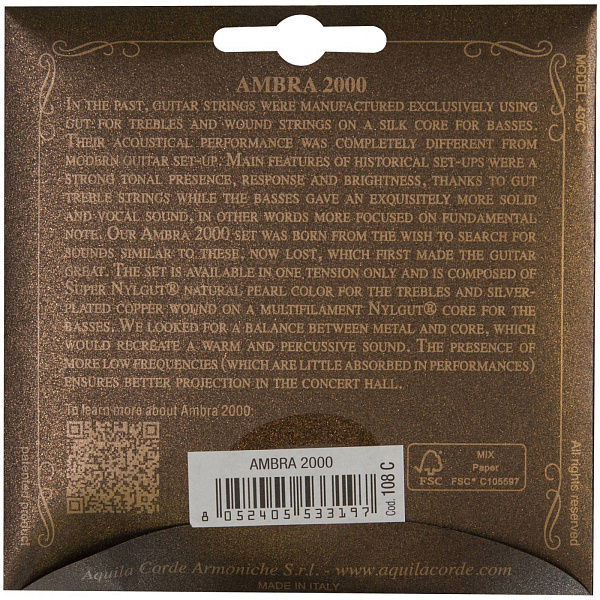 AMBRA 2000
IN THE PAST, GUITAR STRINGS WERE MANUFACTURED EXCLUSIVELY USING
GUT FOR TREBLES AND WOUND STRINGS ON A SILK CORE FOR BASSES.
THEIR ACOUSTICAL PERFORMANCE WAS COMPLETELY DIFFERENT FROM
MODERN GUITAR SET-UP. MAIN FEATURES OF HISTORICAL SET-UPS WERE A
STRONG TONAL PRESENCE, RESPONSE AND BRIGHTNESS, THANKS TO GUT
TREBLE STRINGS WHILE THE BASSES GAVE AN EXQUISITELY MORE SOLID
AND VOCAL SOUND, IN OTHER WORDS MORE FOCUSED ON FUNDAMENTAL
NOTE. OUR AMBRA 2000 SET WAS BORN FROM THE WISH TO SEARCH FOR
SOUNDS SIMILAR TO THESE, NOW LOST, WHICH FIRST MADE THE GUITAR
GREAT. THE SET IS AVAILABLE IN ONE TENSION ONLY AND IS COMPOSED OF
SUPER NYLGUT® NATURAL PEARL COLOR FOR THE TREBLES AND SILVER-
PLATED COPPER WOUND ON A MULTIFILAMENT NYLGUT® CORE FOR THE
BASSES. WE LOOKED FOR A BALANCE BETWEEN METAL AND CORE, WHICH
WOULD RECREATE A WARM AND PERCUSSIVE SOUND. THE PRESENCE OF
MORE LOW FREQUENCIES (WHICH ARE LITTLE ABSORBED IN PERFORMANCES)
ENSURES BETTER PROJECTION IN THE CONCERT HALL.
To learn more about Ambra 2000:
MODEL 43/C
patented product
AMBRA 2000
8 052405 533197
Cod. 108 C
FSC
MIX
Paper
FSC® C105597
All rights reserved
Aquila Corde Armoniche S.r.l. - www.aquilacorde.com
MADE IN ITALY